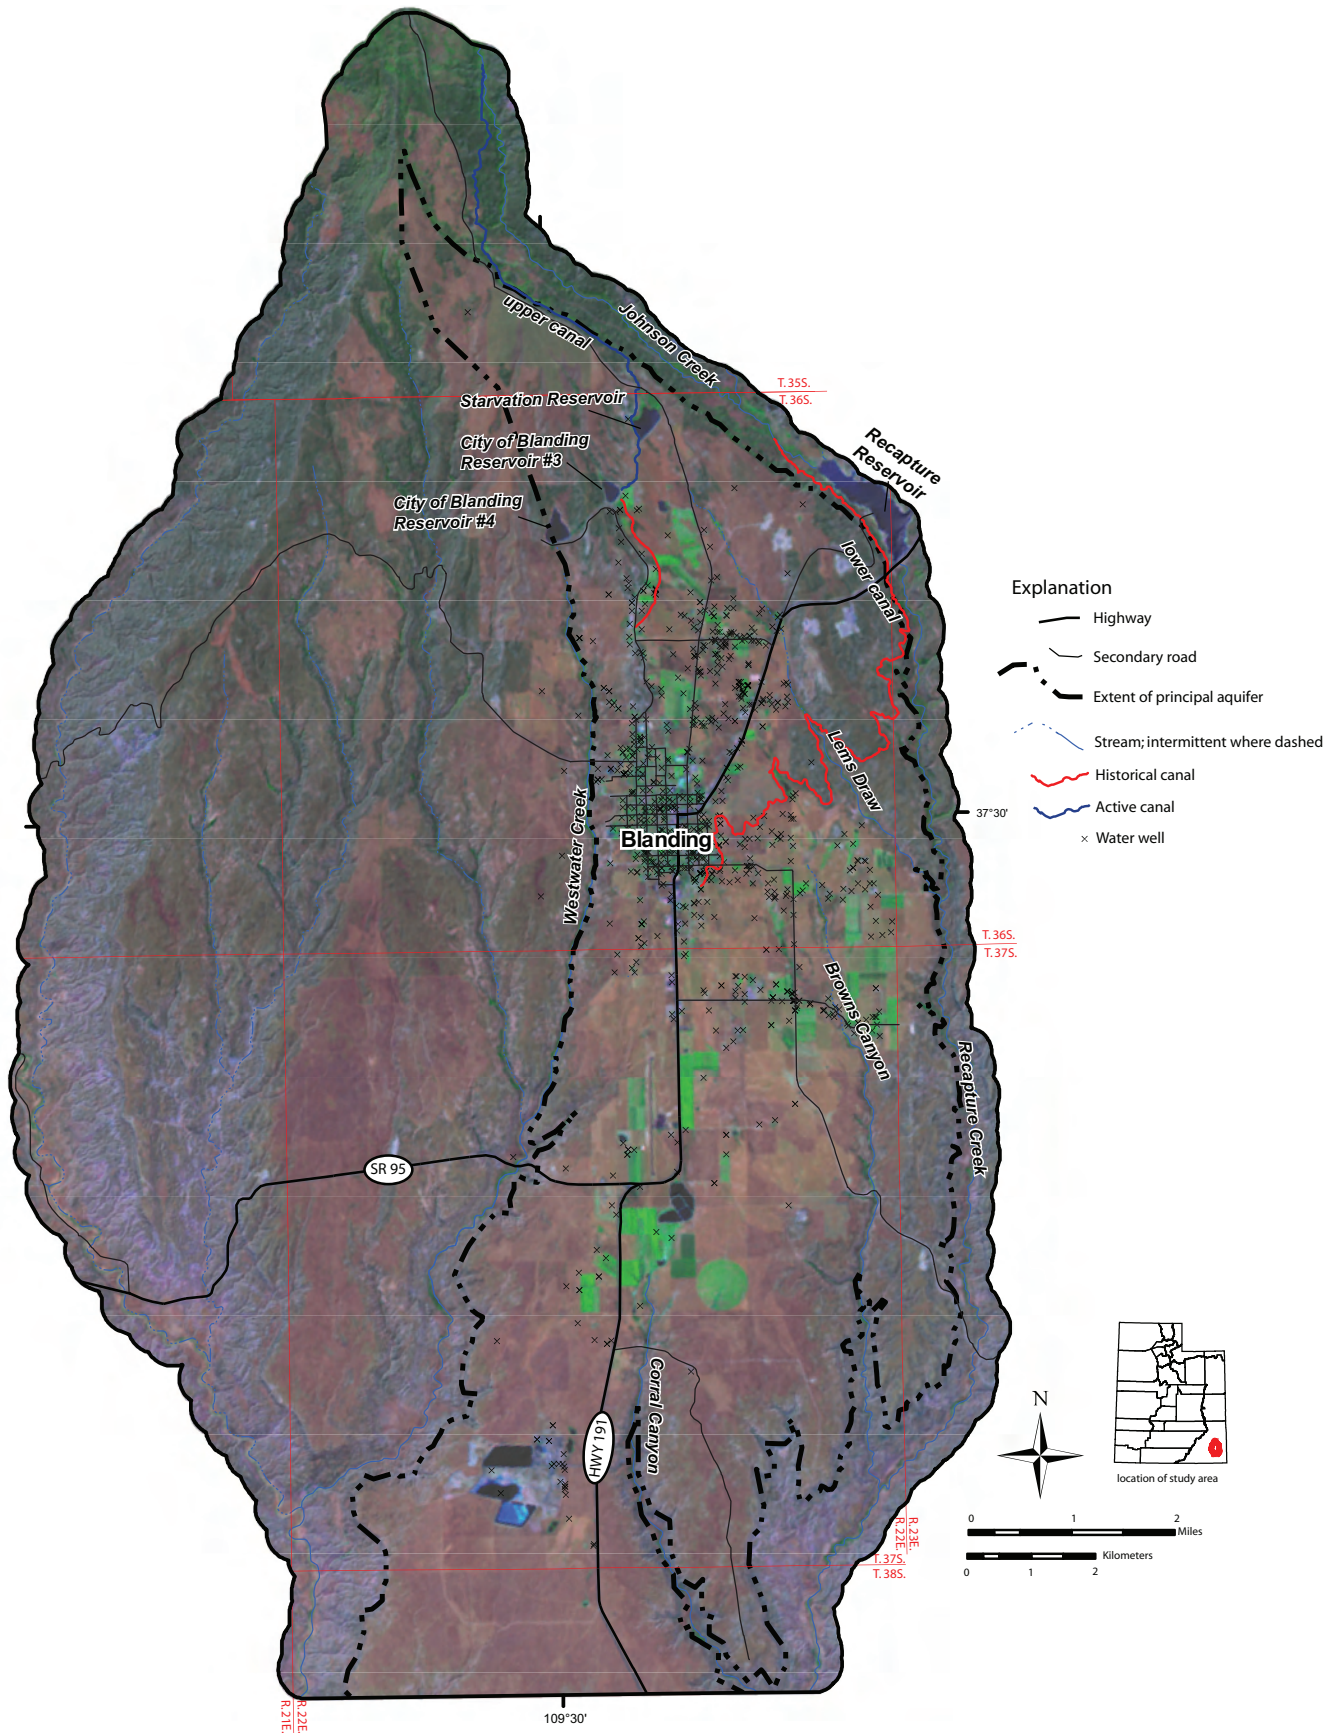 upper canal
Johnson Creek
T. 35S.
T. 36S.
Starvation Reservoir
City of Blanding
Reservoir #3
City of Blanding
Reservoir #4
Recapture
Reservoir
lower canal
Lems Draw
Westwater Creek
Blanding
37°30'
T. 36S.
T. 37S.
Browns Canyon
Recapture Creek
SR 95
HWY 191
Corral Canyon
R.22E.
R.23E.
T.37S.
T.38S.
R.21E.
R.22E.
109°30'
Explanation
Highway
Secondary road
Extent of principal aquifer
Stream; intermittent where dashed
Historical canal
Active canal
Water well
N
location of study area
0 1 2
Miles
Kilometers
0 1 2